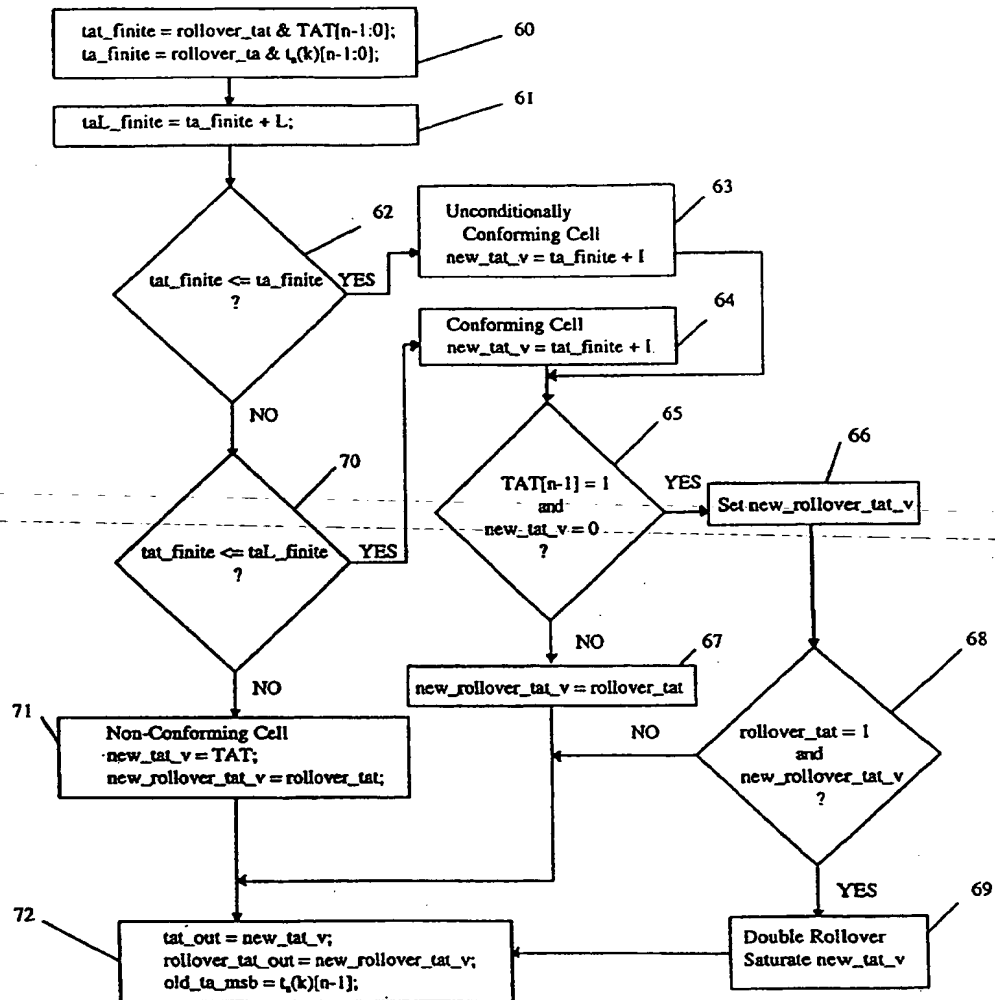 tat_finite = rollover_tat & TAT[n-1:0];
ta_finite = rollover_ta & tₐ(k)[n-1:0];
60
taL_finite = ta_finite + L;
61
62
tat_finite <= ta_finite
?
YES
NO
Unconditionally
Conforming Cell
new_tat_v = ta_finite + I
63
Conforming Cell
new_tat_v = tat_finite + I.
64
65
TAT[n-1] = 1
and
new_tat_v = 0
?
YES
NO
66
Set new_rollover_tat_v
70
tat_finite <= taL_finite
?
YES
NO
67
new_rollover_tat_v = rollover_tat
68
rollover_tat = 1
and
new_rollover_tat_v
?
NO
YES
71
Non-Conforming Cell
new_tat_v = TAT;
new_rollover_tat_v = rollover_tat;
69
Double Rollover
Saturate new_tat_v
72
tat_out = new_tat_v;
rollover_tat_out = new_rollover_tat_v;
old_ta_msb = tₐ(k)[n-1];